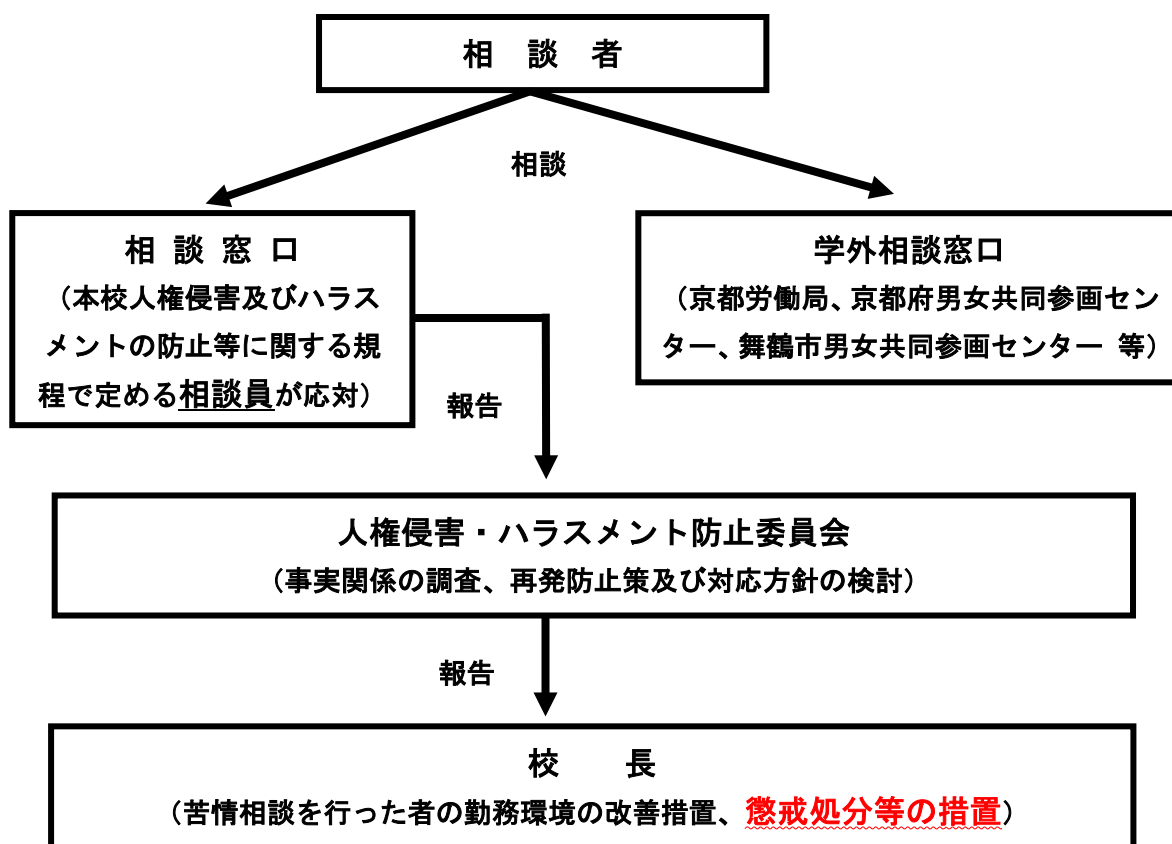 相　談　者
相談
相 談 窓 口
（本校人権侵害及びハラス
メントの防止等に関する規
程で定める相談員が応対）
学外相談窓口
（京都労働局、京都府男女共同参画セン
ター、舞鶴市男女共同参画センター 等）
報告
人権侵害・ハラスメント防止委員会
（事実関係の調査、再発防止策及び対応方針の検討）
報告
校　　長
（苦情相談を行った者の勤務環境の改善措置、懲戒処分等の措置）